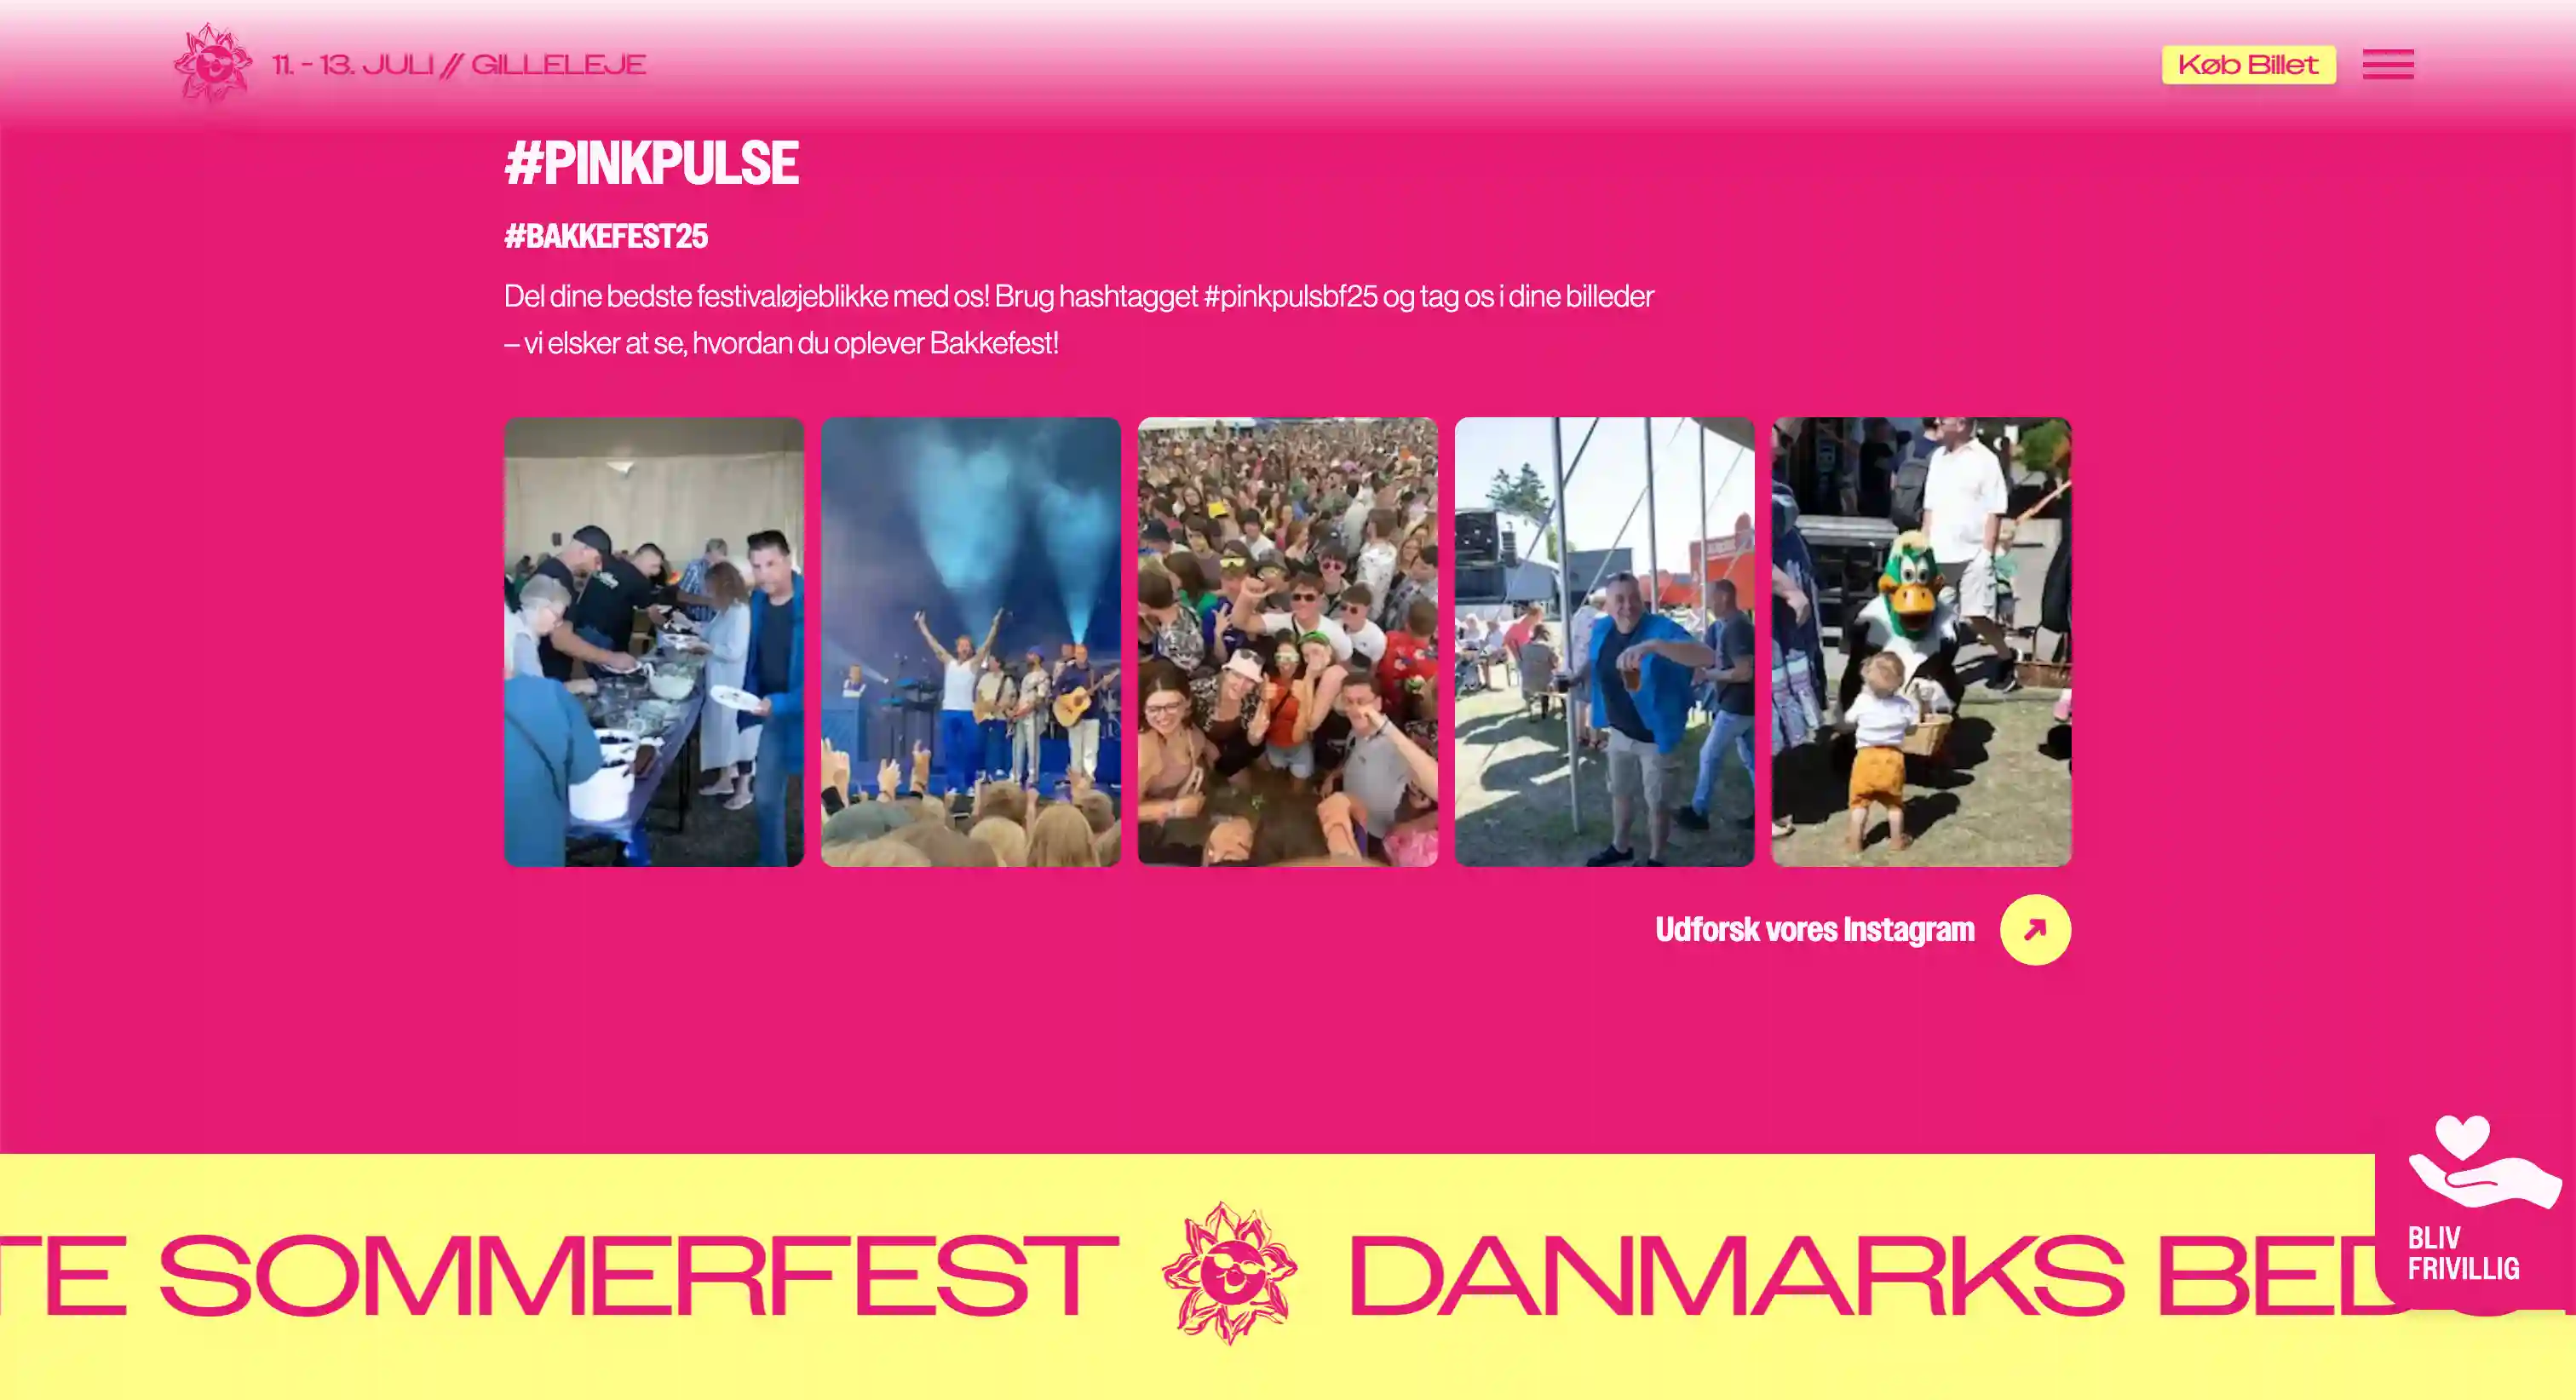 11. - 13. JULI // GILLELEJE
Køb Billet
#PINKPULSE
#BAKKEFEST25
Del dine bedste festivaløjeblikke med os! Brug hashtagget #pinkpulsbf25 og tag os i dine billeder
– vi elsker at se, hvordan du oplever Bakkefest!
Udforsk vores Instagram
TE SOMMERFEST DANMARKS BED
BLIV
FRIVILLIG